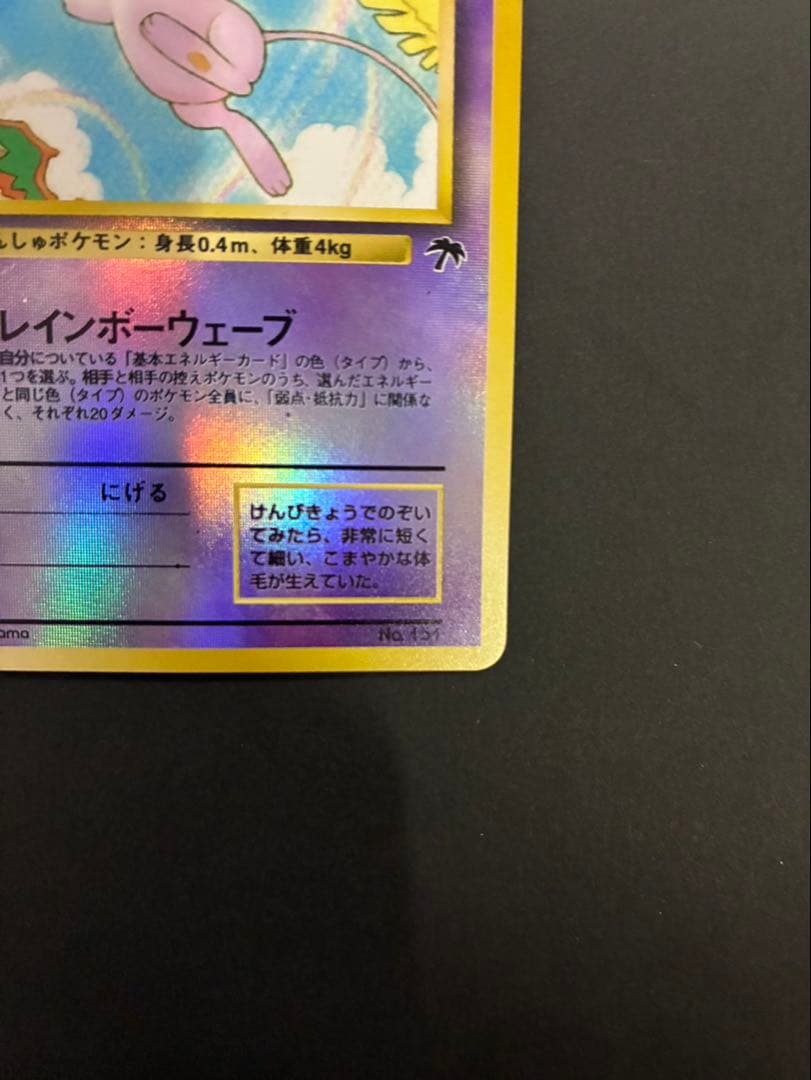 んしゅポケモン：身長0.4m、体重4kg
レインボーウェーブ
自分についている「基本エネルギーカード」の色（タイプ）から、
1つを選ぶ。相手と相手の控えポケモンのうち、選んだエネルギー
と同じ色（タイプ）のポケモン全員に、「弱点・抵抗力」に関係な
く、それぞれ20ダメージ。
にげる
けんびきょうでのぞい
てみたら、非常に短く
て細い、こまやかな体
毛が生えていた。
ama
No. 151